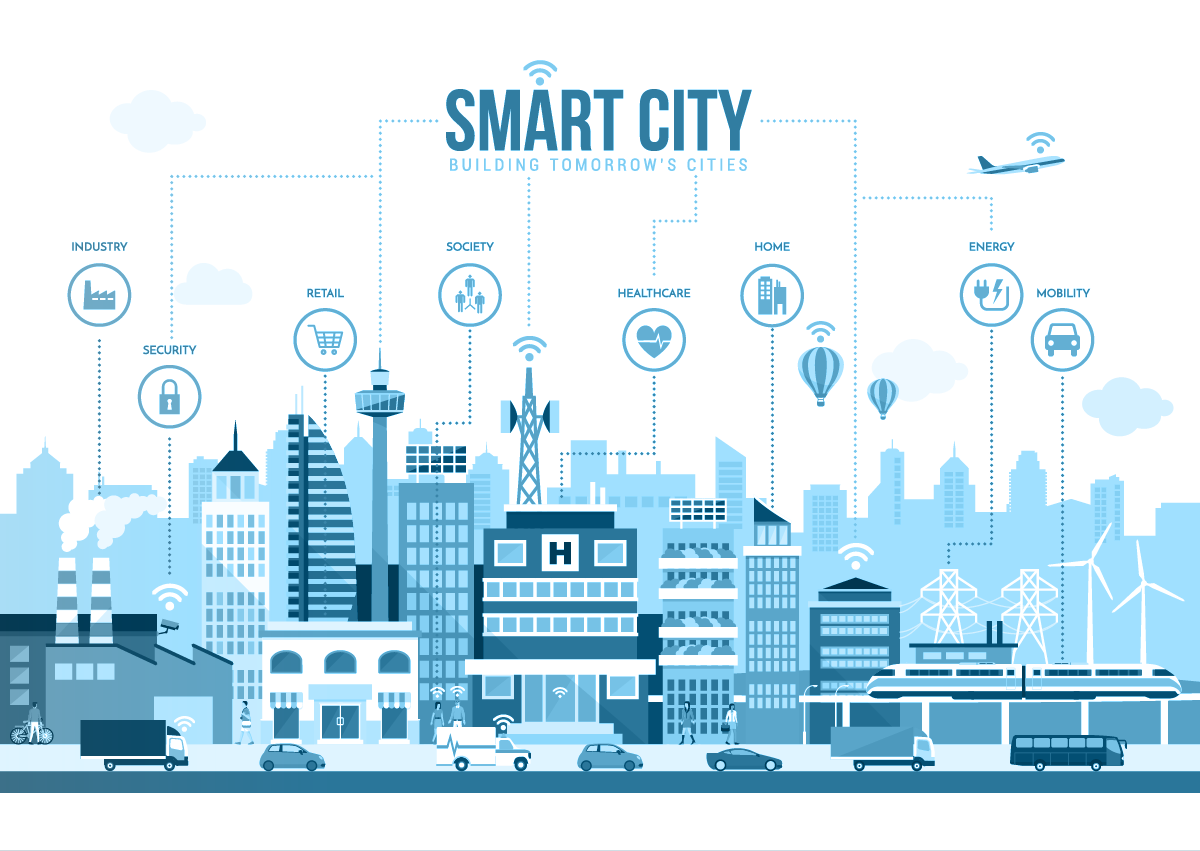 SMART CITY
BUILDING TOMORROW'S CITIES
INDUSTRY
SOCIETY
HOME
ENERGY
RETAIL
HEALTHCARE
MOBILITY
SECURITY
H